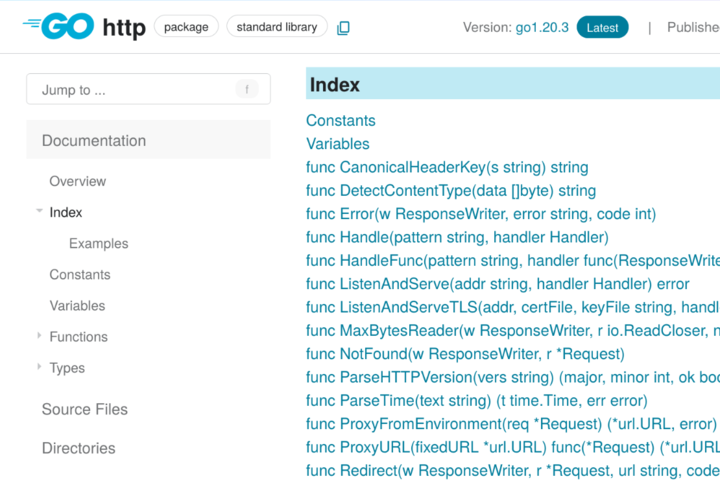 GO http package standard library Version: go1.20.3 Latest | Publishe
Jump to ... f
Documentation
Overview
Index
Examples
Constants
Variables
Functions
Types
Source Files
Directories
Index
Constants
Variables
func CanonicalHeaderKey(s string) string
func DetectContentType(data []byte) string
func Error(w ResponseWriter, error string, code int)
func Handle(pattern string, handler Handler)
func HandleFunc(pattern string, handler func(ResponseWrite
func ListenAndServe(addr string, handler Handler) error
func ListenAndServeTLS(addr, certFile, keyFile string, handl
func MaxBytesReader(w ResponseWriter, r io.ReadCloser, n
func NotFound(w ResponseWriter, r *Request)
func ParseHTTPVersion(vers string) (major, minor int, ok boo
func ParseTime(text string) (t time.Time, err error)
func ProxyFromEnvironment(req *Request) (*url.URL, error)
func ProxyURL(fixedURL *url.URL) func(*Request) (*url.URL
func Redirect(w ResponseWriter, r *Request, url string, code